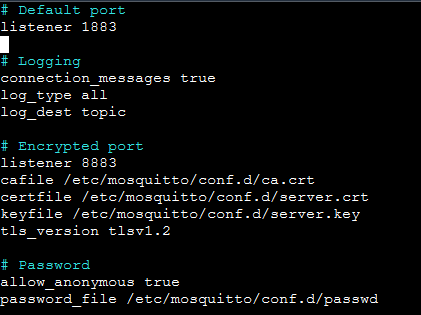 # Default port
listener 1883
# Logging
connection_messages true
log_type all
log_dest topic
# Encrypted port
listener 8883
cafile /etc/mosquitto/conf.d/ca.crt
certfile /etc/mosquitto/conf.d/server.crt
keyfile /etc/mosquitto/conf.d/server.key
tls_version tlsv1.2
# Password
allow_anonymous true
password_file /etc/mosquitto/conf.d/passwd